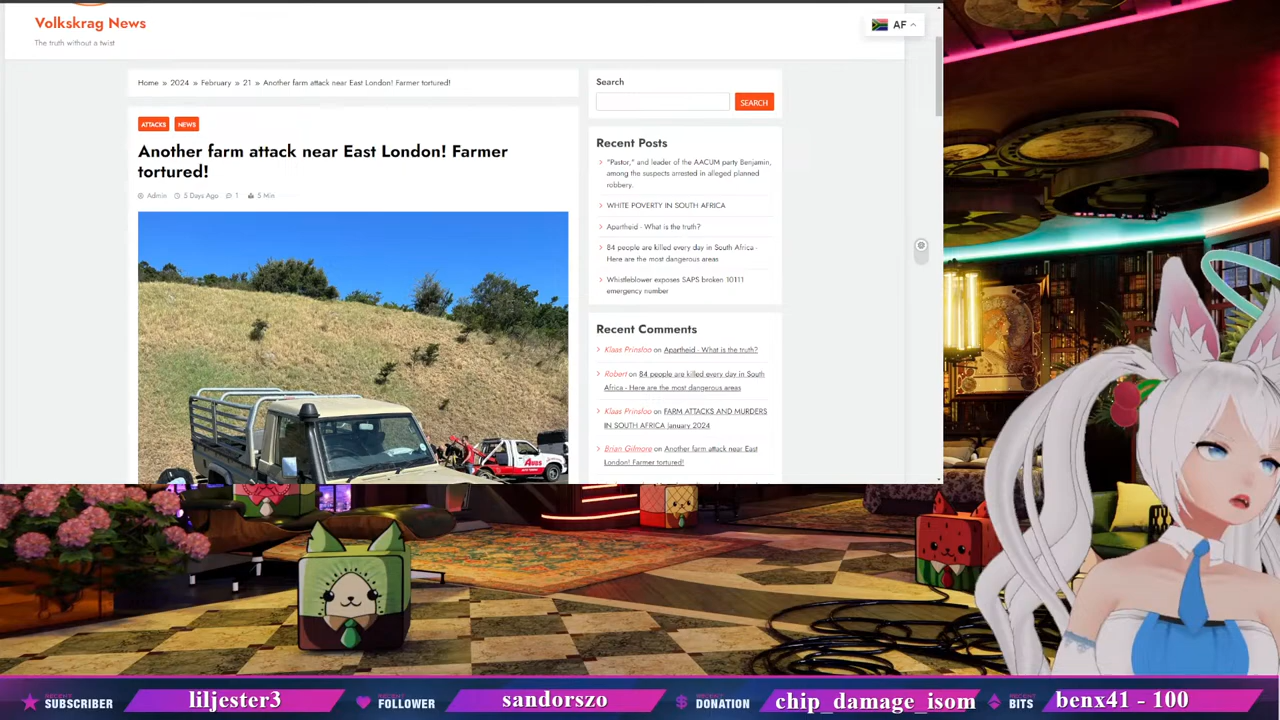 Volkskrag News
The truth without a twist
AF
Home » 2024 » February » 21 » Another farm attack near East London! Farmer tortured!
ATTACKS NEWS
Another farm attack near East London! Farmer
tortured!
Admin 5 Days Ago 1 5 Min
Search
SEARCH
Recent Posts
"Pastor," and leader of the AACUM party Benjamin,
among the suspects arrested in alleged planned
robbery.
WHITE POVERTY IN SOUTH AFRICA
Apartheid - What is the truth?
84 people are killed every day in South Africa -
Here are the most dangerous areas
Whistleblower exposes SAPS broken 10111
emergency number
Recent Comments
Klaas Prinsloo on Apartheid - What is the truth?
Robert on 84 people are killed every day in South
Africa - Here are the most dangerous areas
Klaas Prinsloo on FARM ATTACKS AND MURDERS
IN SOUTH AFRICA January 2024
Brian Gilmore on Another farm attack near East
London! Farmer tortured!
RECENT
SUBSCRIBER
liljester3
RECENT
FOLLOWER
sandorszo
RECENT
DONATION
chip_damage_isom
RECENT
BITS
benx41 - 100